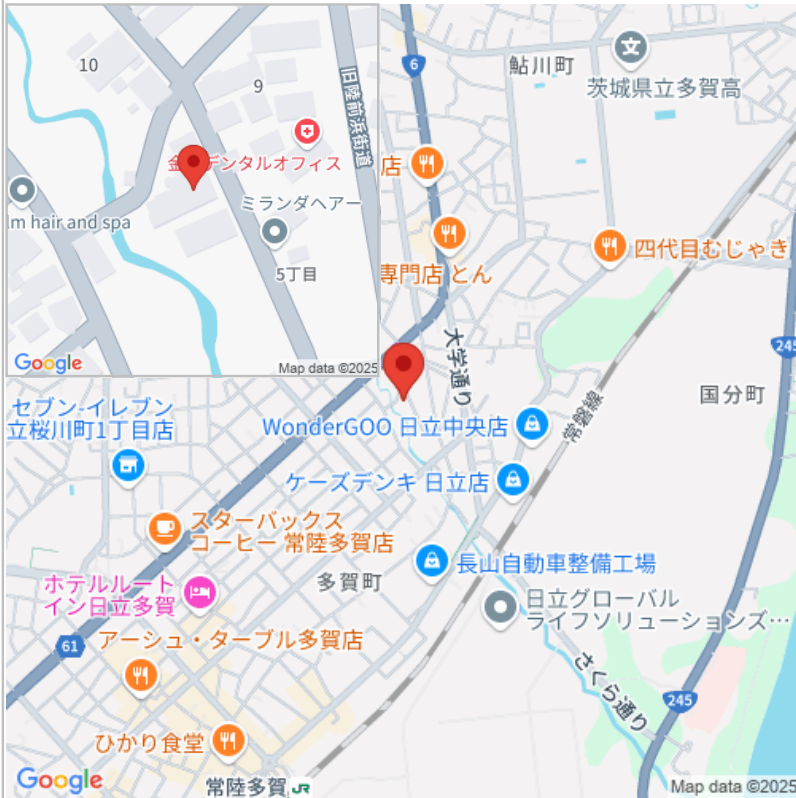 10
9
旧陸前浜街道
デンタルオフィス
ミランダヘアー
lm hair and spa
5丁目
Google
Map data ©2025
6
鮎川町
茨城県立多賀高
店
専門店 とん
四代目むじゃき
大学通り
245
国分町
常磐線
セブン-イレブン
立桜川町1丁目店
WonderGOO 日立中央店
ケーズデンキ 日立店
スターバックス
コーヒー 常陸多賀店
長山自動車整備工場
多賀町
ホテルルート
イン日立多賀
日立グローバル
ライフソリューションズ…
61
アーシュ・ターブル多賀店
さくら通り
245
ひかり食堂
常陸多賀 JR
Google
Map data ©2025